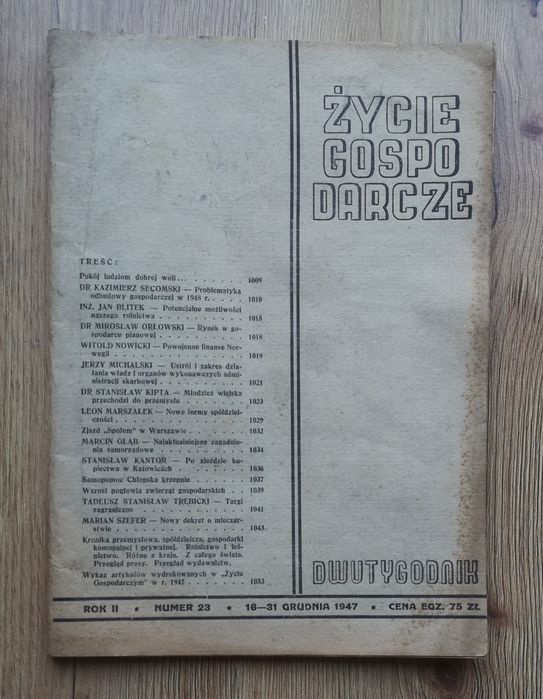 ŻYCIE
GOSPO
DARCZE
TREŚĆ:
Pokój ludziom dobrej woli . . . . . . . . . 1009
DR KAZIMIERZ SECOMSKI — Problematyka
odbudowy gospodarczej w 1948 r. . . . . 1010
INŻ. JAN BLITEK — Potencjalne możliwości
naszego rolnictwa . . . . . . . . . . . . 1015
DR MIROSŁAW ORŁOWSKI — Rynek w go-
spodarce planowej . . . . . . . . . . . . 1018
WITOLD NOWICKI — Powojenne finanse Nor-
wegii . . . . . . . . . . . . . . . . . 1019
JERZY MICHALSKI — Ustrój i zakres dzia-
łania władz i organów wykonawczych admi-
nistracji skarbowej . . . . . . . . . . . 1021
DR STANISŁAW KIPTA — Młodzież wiejska
przechodzi do przemysłu . . . . . . . . 1023
LEON MARSZAŁEK — Nowe formy spółdziel-
czości . . . . . . . . . . . . . . . . . 1029
Zjazd „Społem" w Warszawie . . . . . . . 1032
MARCIN GŁAB — Najaktualniejsze zagadnie-
nia samorządowe . . . . . . . . . . . . 1034
STANISŁAW KANTOR — Po zjeździe ku-
piectwa w Katowicach . . . . . . . . . 1036
Samopomoc Chłopska krzepnie . . . . . . 1037
Wzrost pogłowia zwierząt gospodarskich . . 1039
TADEUSZ STANISŁAW TRĘBICKI — Targi
zagraniczne . . . . . . . . . . . . . . 1041
MARIAN SZEFER — Nowy dekret o mleczar-
stwie . . . . . . . . . . . . . . . . . 1043
Kronika przemysłowa, spółdzielcza, gospodarki
komunalnej i prywatnej. Rolnictwo i leś-
nictwo. Różne z kraju. Z całego świata.
Przegląd prasy. Przegląd wydawnictw.
Wykaz artykułów wydrukowanych w „Życiu
Gospodarczym" w r. 1947 . . . . . . . 1083
DWUTYGODNIK
ROK II • NUMER 23 • 16—31 GRUDNIA 1947 • CENA EGZ. 75 ZŁ